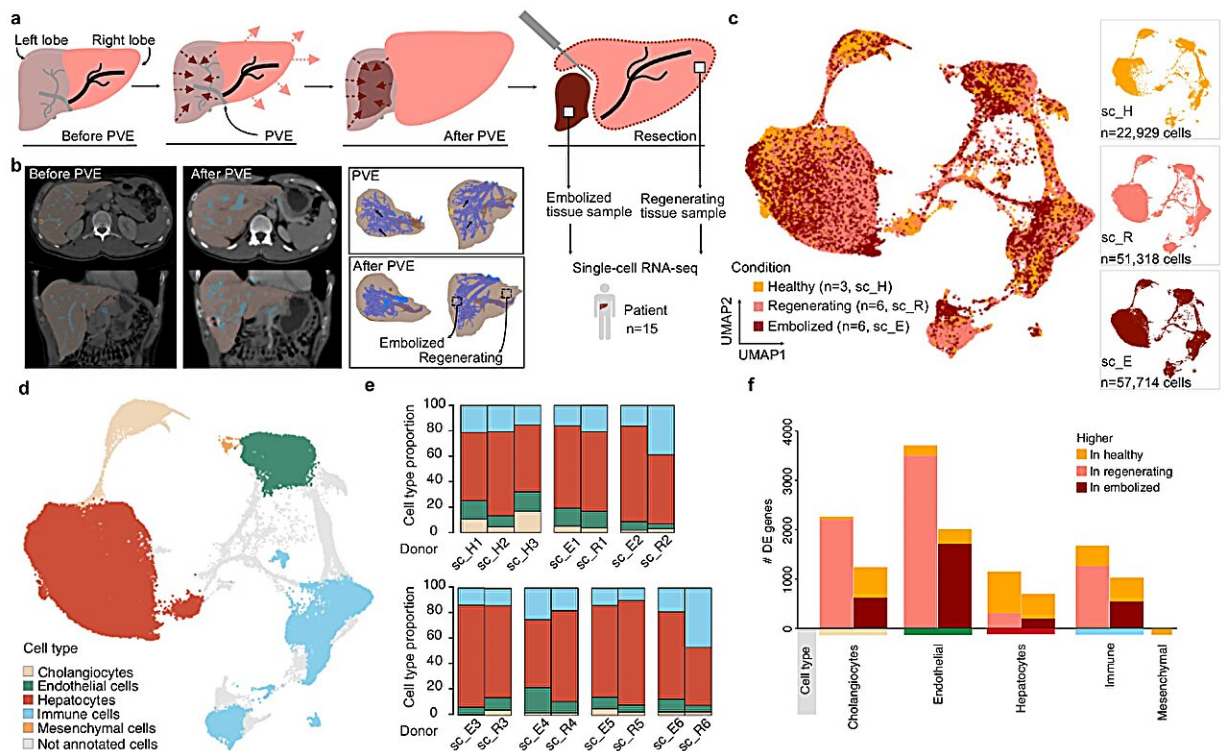 a
Left lobe
Right lobe
Before PVE
PVE
After PVE
Resection
Embolized
tissue sample
Regenerating
tissue sample
Single-cell RNA-seq
Patient
n=15
b
Before PVE
After PVE
PVE
After PVE
Embolized
Regenerating
c
Condition
Healthy (n=3, sc_H)
Regenerating (n=6, sc_R)
Embolized (n=6, sc_E)
UMAP2
UMAP1
sc_H
n=22,929 cells
sc_R
n=51,318 cells
sc_E
n=57,714 cells
d
Cell type
Cholangiocytes
Endothelial cells
Hepatocytes
Immune cells
Mesenchymal cells
Not annotated cells
e
Cell type proportion
100
80
60
40
20
0
Donor
sc_H1
sc_H2
sc_H3
sc_E1
sc_R1
sc_E2
sc_R2
Cell type proportion
100
80
60
40
20
0
Donor
sc_E3
sc_R3
sc_E4
sc_R4
sc_E5
sc_R5
sc_E6
sc_R6
f
# DE genes
4000
3000
2000
1000
0
Higher
In healthy
In regenerating
In embolized
Cell type
Cholangiocytes
Endothelial
Hepatocytes
Immune
Mesenchymal